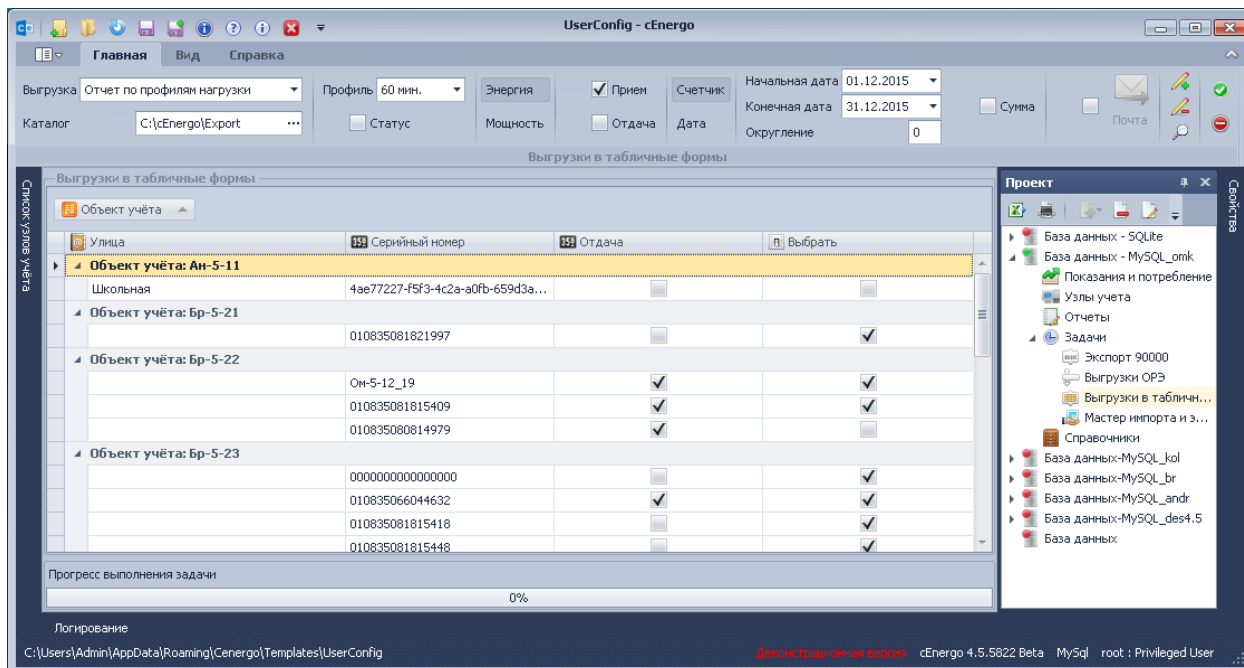 UserConfig - cEnergo
Главная Вид Справка
Выгрузка Отчет по профилям нагрузки Профиль 60 мин. Энергия Прием Счетчик Начальная дата 01.12.2015
Конечная дата 31.12.2015 Сумма Почта
Каталог C:\cEnergo\Export ... Статус Мощность Отдача Дата Округление 0
Выгрузки в табличные формы
Список узлов учёта
Выгрузки в табличные формы
Объект учёта
Улица Серийный номер Отдача Выбрать
Объект учёта: Ан-5-11
Школьная 4ae77227-f5f3-4c2a-a0fb-659d3a...
Объект учёта: Бр-5-21
010835081821997
Объект учёта: Бр-5-22
Ом-5-12_19
010835081815409
010835080814979
Объект учёта: Бр-5-23
0000000000000000
010835066044632
010835081815418
010835081815448
Прогресс выполнения задачи
0%
Проект
База данных - SQLite
База данных - MySQL_omk
Показания и потребление
Узлы учета
Отчеты
Задачи
Экспорт 90000
Выгрузки ОРЭ
Выгрузки в табличн...
Мастер импорта и э...
Справочники
База данных-MySQL_kol
База данных-MySQL_br
База данных-MySQL_andr
База данных-MySQL_des4.5
База данных
Свойства
Логирование
C:\Users\Admin\AppData\Roaming\Cenergo\Templates\UserConfig Демонстрационная версия cEnergo 4.5.5822 Beta MySql root : Privileged User